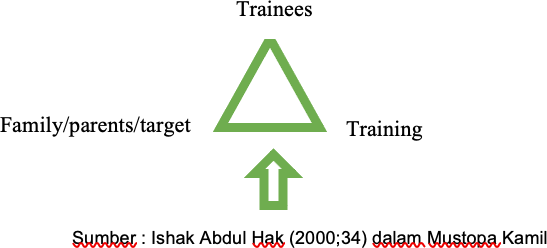 Trainees
Family/parents/target
Training
Sumber : Ishak Abdul Hak (2000;34) dalam Mustopa Kamil